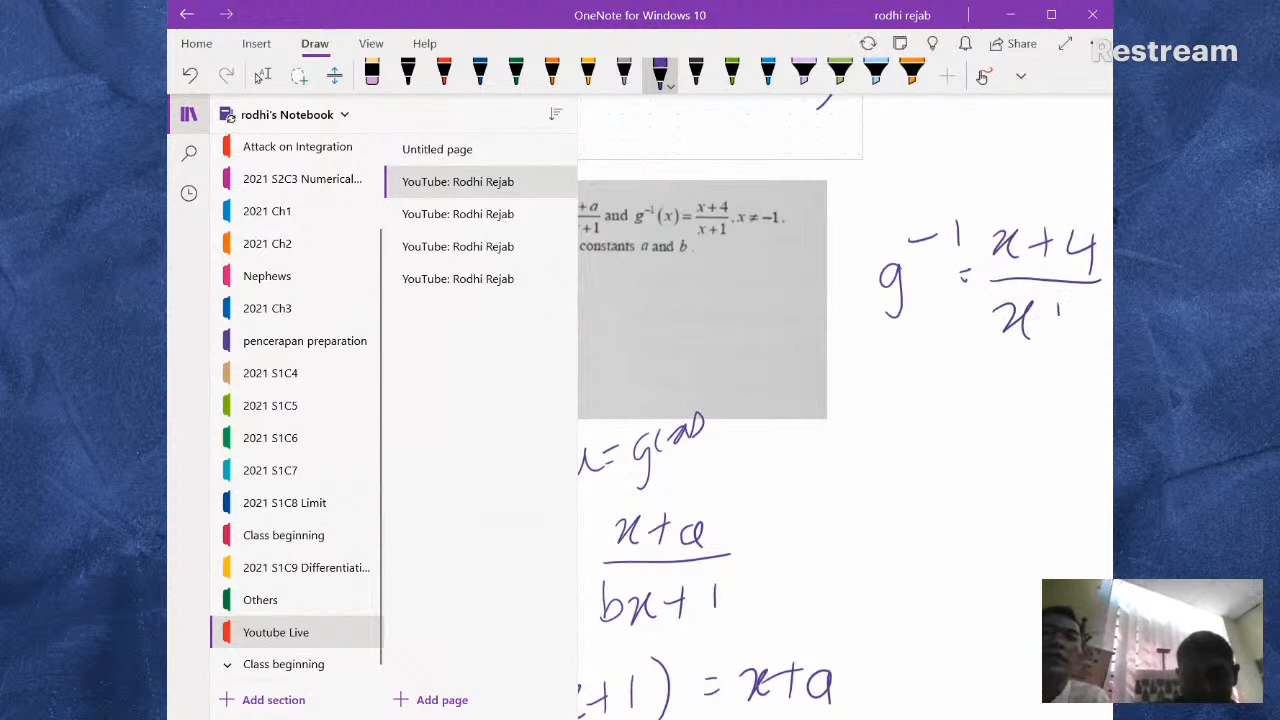 OneNote for Windows 10
rodhi rejab
Home Insert Draw View Help
Share
Restream
rodhi's Notebook
Attack on Integration
2021 S2C3 Numerical...
2021 Ch1
2021 Ch2
Nephews
2021 Ch3
pencerapan preparation
2021 S1C4
2021 S1C5
2021 S1C6
2021 S1C7
2021 S1C8 Limit
Class beginning
2021 S1C9 Differentiati...
Others
Youtube Live
Class beginning
Add section
Untitled page
YouTube: Rodhi Rejab
YouTube: Rodhi Rejab
YouTube: Rodhi Rejab
YouTube: Rodhi Rejab
Add page
+a
+1 and g⁻¹(x) = x+4 / x+1, x ≠ −1.
constants a and b.
g⁻¹ = x+4
x
= g(x)
x+a
bx+1
+1) = x+a